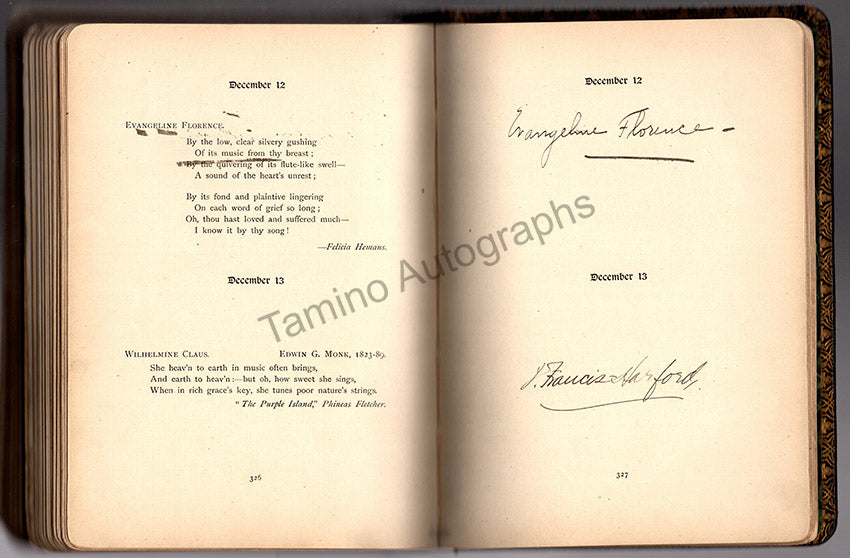 December 12
EVANGELINE FLORENCE.
By the low, clear silvery gushing
Of its music from thy breast;
By the quivering of its flute-like swell—
A sound of the heart's unrest;
By its fond and plaintive lingering
On each word of grief so long;
Oh, thou hast loved and suffered much—
I know it by thy song!
—Felicia Hemans.
December 13
WILHELMINE CLAUS. EDWIN G. MONK, 1823-89.
She heav'n to earth in music often brings,
And earth to heav'n:—but oh, how sweet she sings,
When in rich grace's key, she tunes poor nature's strings.
"The Purple Island," Phineas Fletcher.
326
December 12
Evangeline Florence —
December 13
Francis Harford.
327
Tamino Autographs